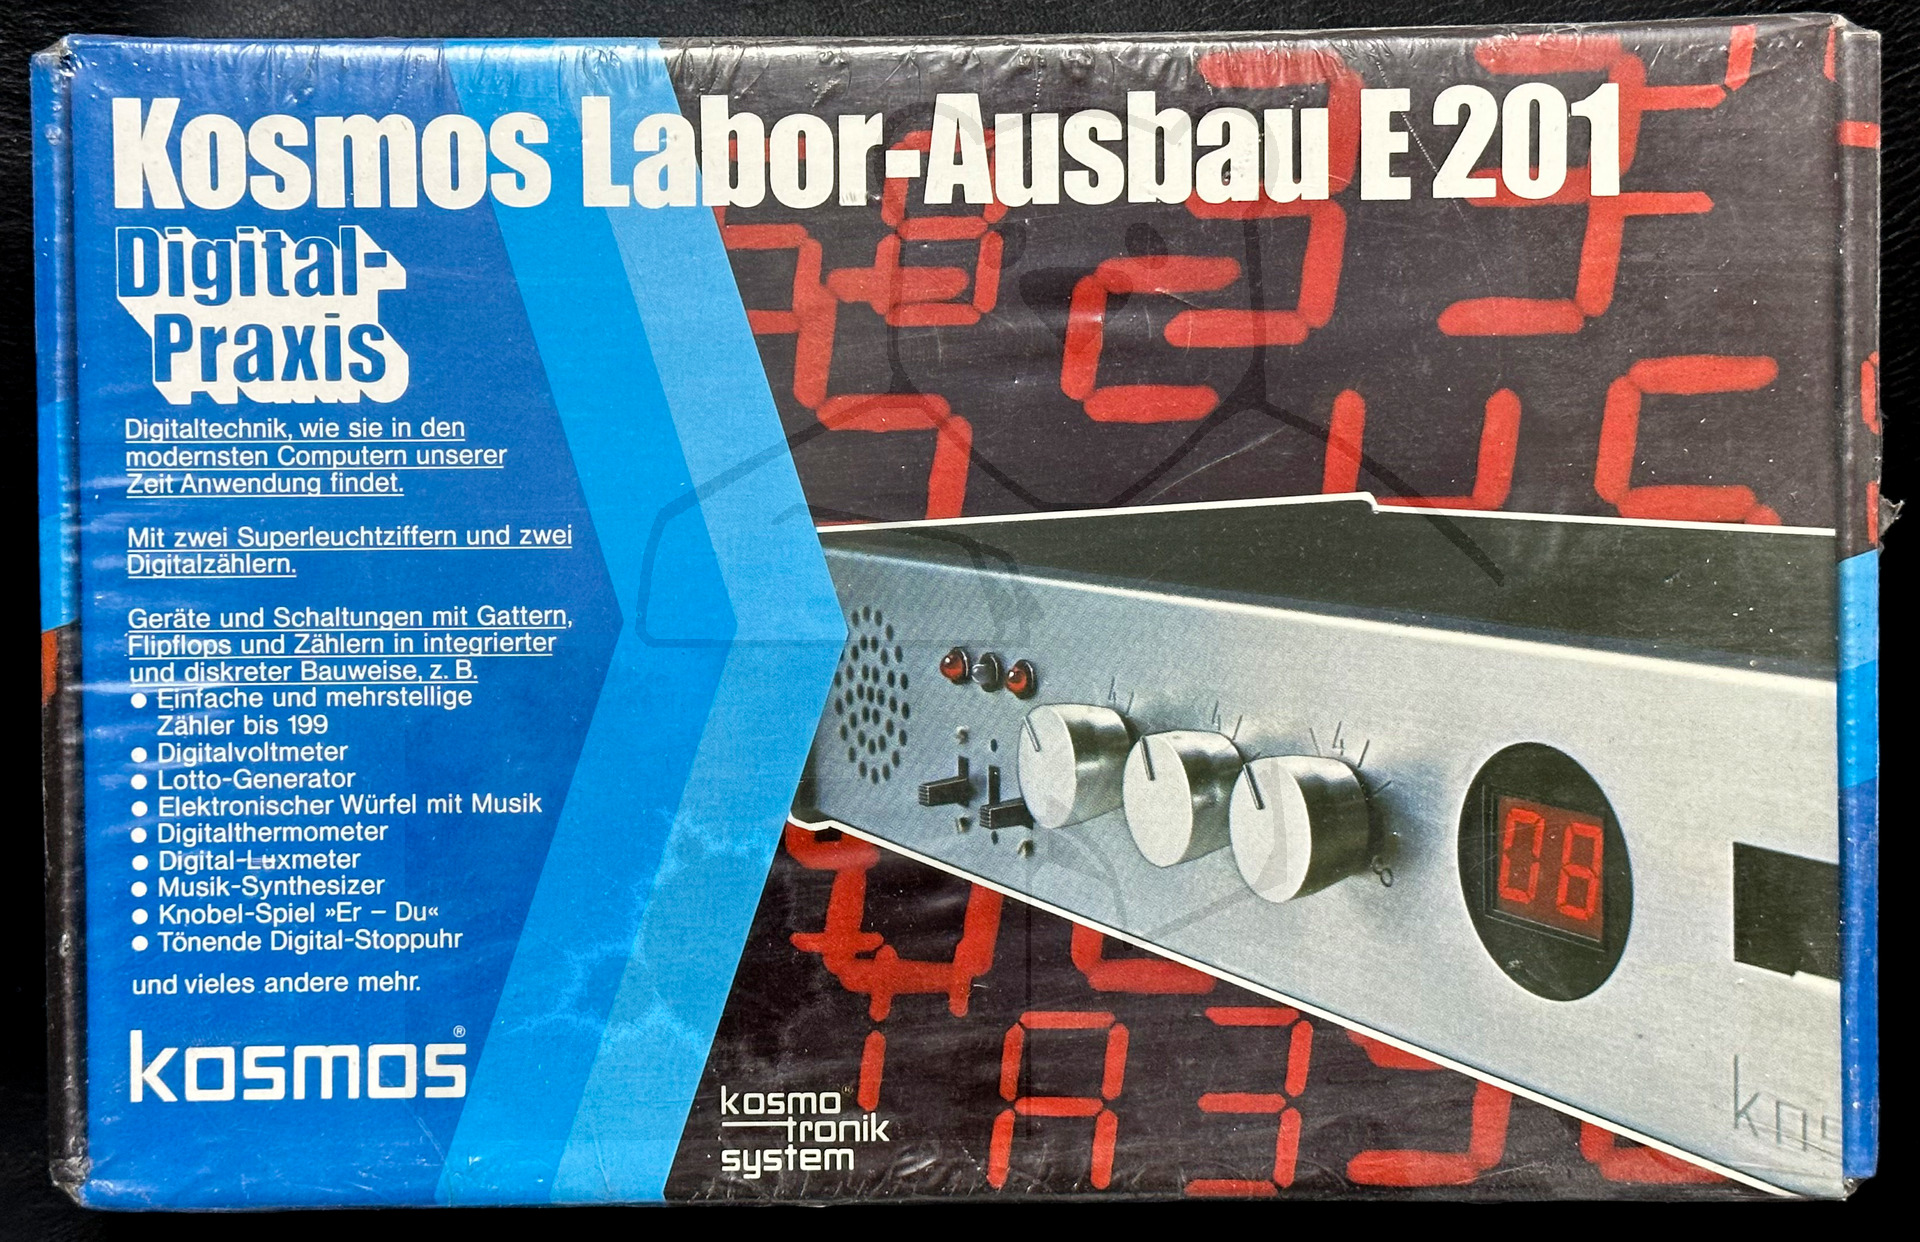 Kosmos Labor-Ausbau E 201
Digital-
Praxis
Digitaltechnik, wie sie in den
modernsten Computern unserer
Zeit Anwendung findet.
Mit zwei Superleuchtziffern und zwei
Digitalzählern.
Geräte und Schaltungen mit Gattern,
Flipflops und Zählern in integrierter
und diskreter Bauweise, z. B.
● Einfache und mehrstellige
Zähler bis 199
● Digitalvoltmeter
● Lotto-Generator
● Elektronischer Würfel mit Musik
● Digitalthermometer
● Digital-Luxmeter
● Musik-Synthesizer
● Knobel-Spiel »Er – Du«
● Tönende Digital-Stoppuhr
und vieles andere mehr.
kosmos®
kosmo®
tronik
system
08